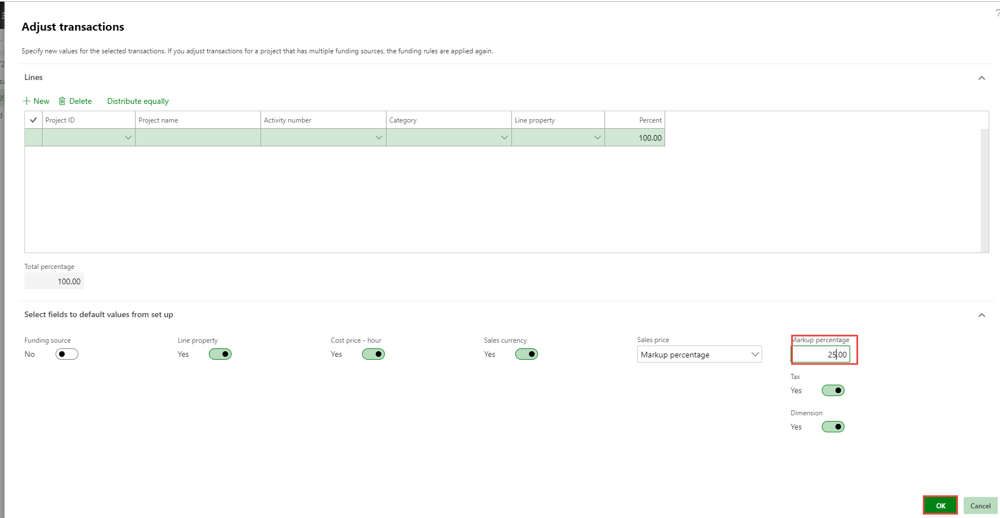 ?
Adjust transactions
Specify new values for the selected transactions. If you adjust transactions for a project that has multiple funding sources, the funding rules are applied again.
Lines
New Delete Distribute equally
Project ID Project name Activity number Category Line property Percent
100.00
Total percentage
100.00
Select fields to default values from set up
Funding source Line property Cost price - hour Sales currency Sales price Markup percentage
No Yes Yes Yes Markup percentage 25.00
Tax
Yes
Dimension
Yes
OK Cancel